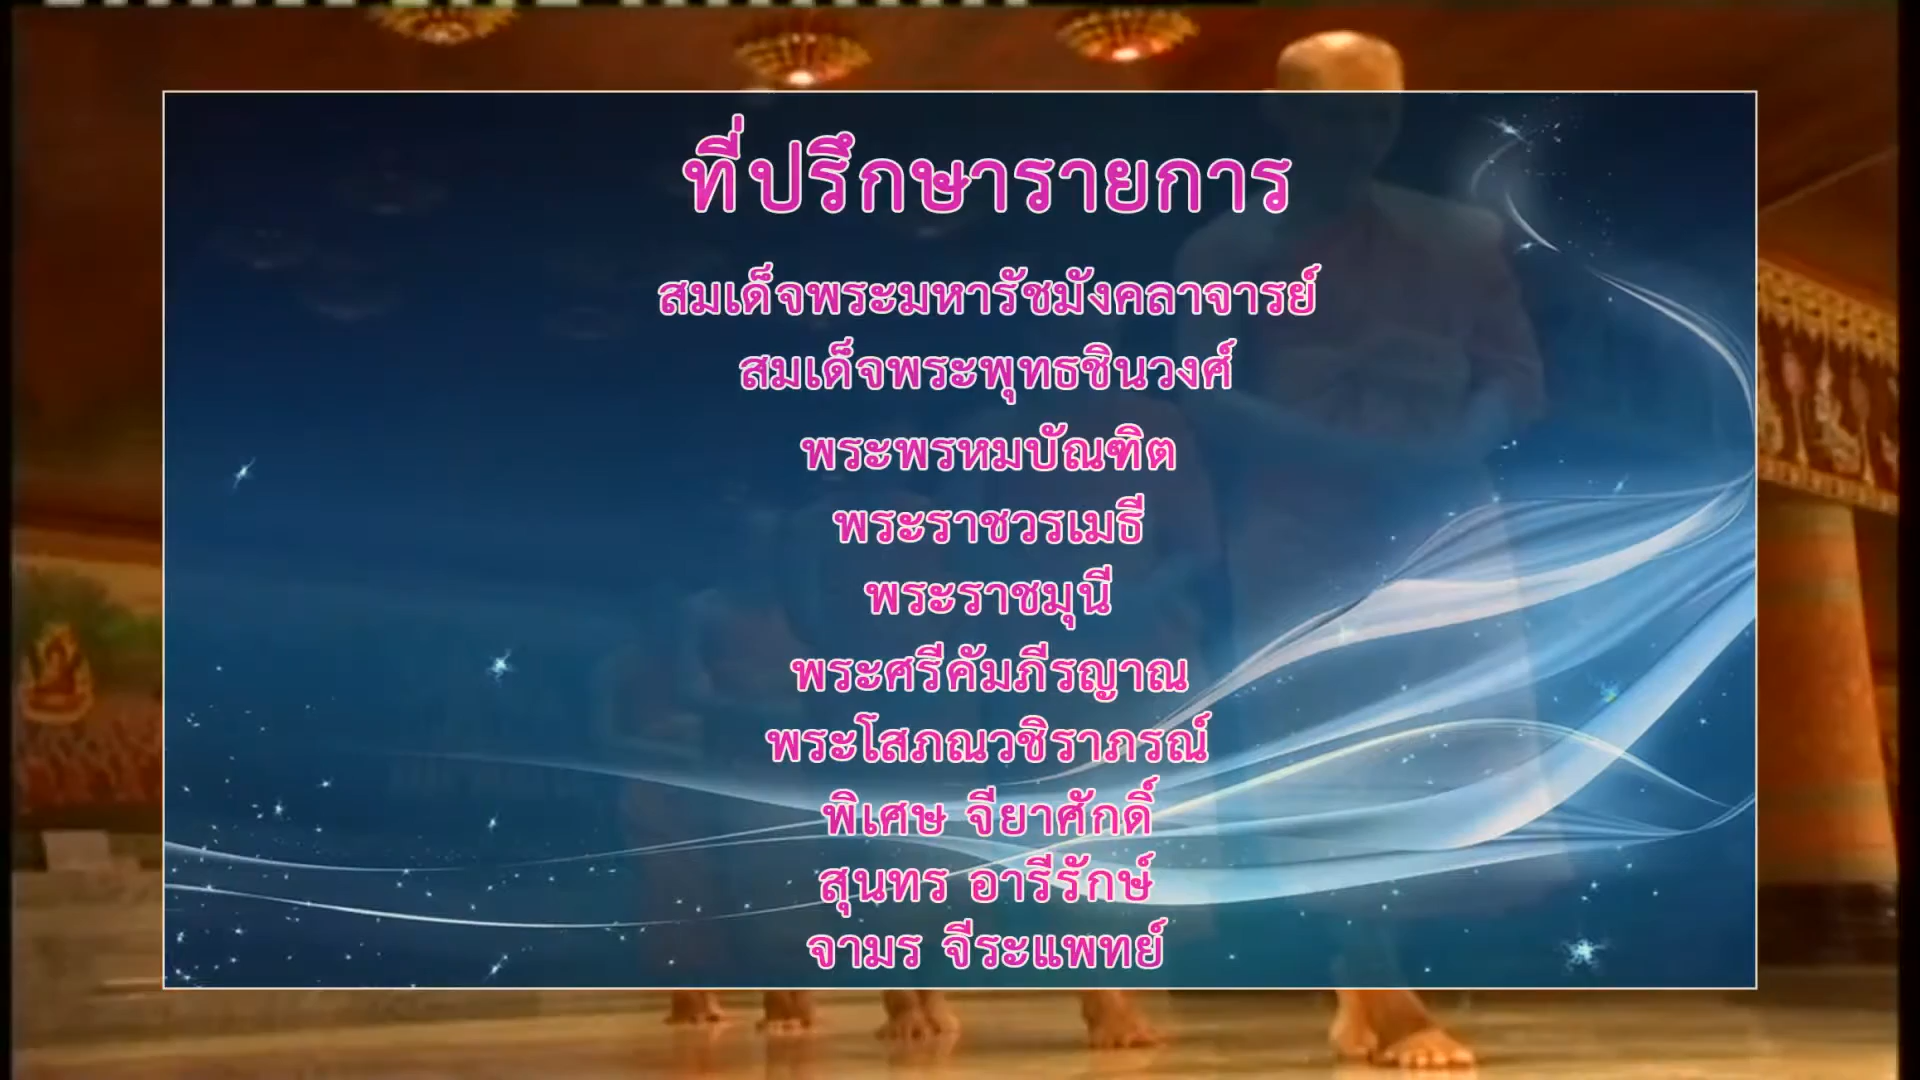 ที่ปรึกษารายการ
สมเด็จพระมหารัชมังคลาจารย์
สมเด็จพระพุทธชินวงศ์
พระพรหมบัณฑิต
พระราชวรเมธี
พระราชมุนี
พระศรีคัมภีรญาณ
พระโสภณวชิราภรณ์
พิเศษ จียาศักดิ์
สุนทร อารีรักษ์
จามร จีระแพทย์